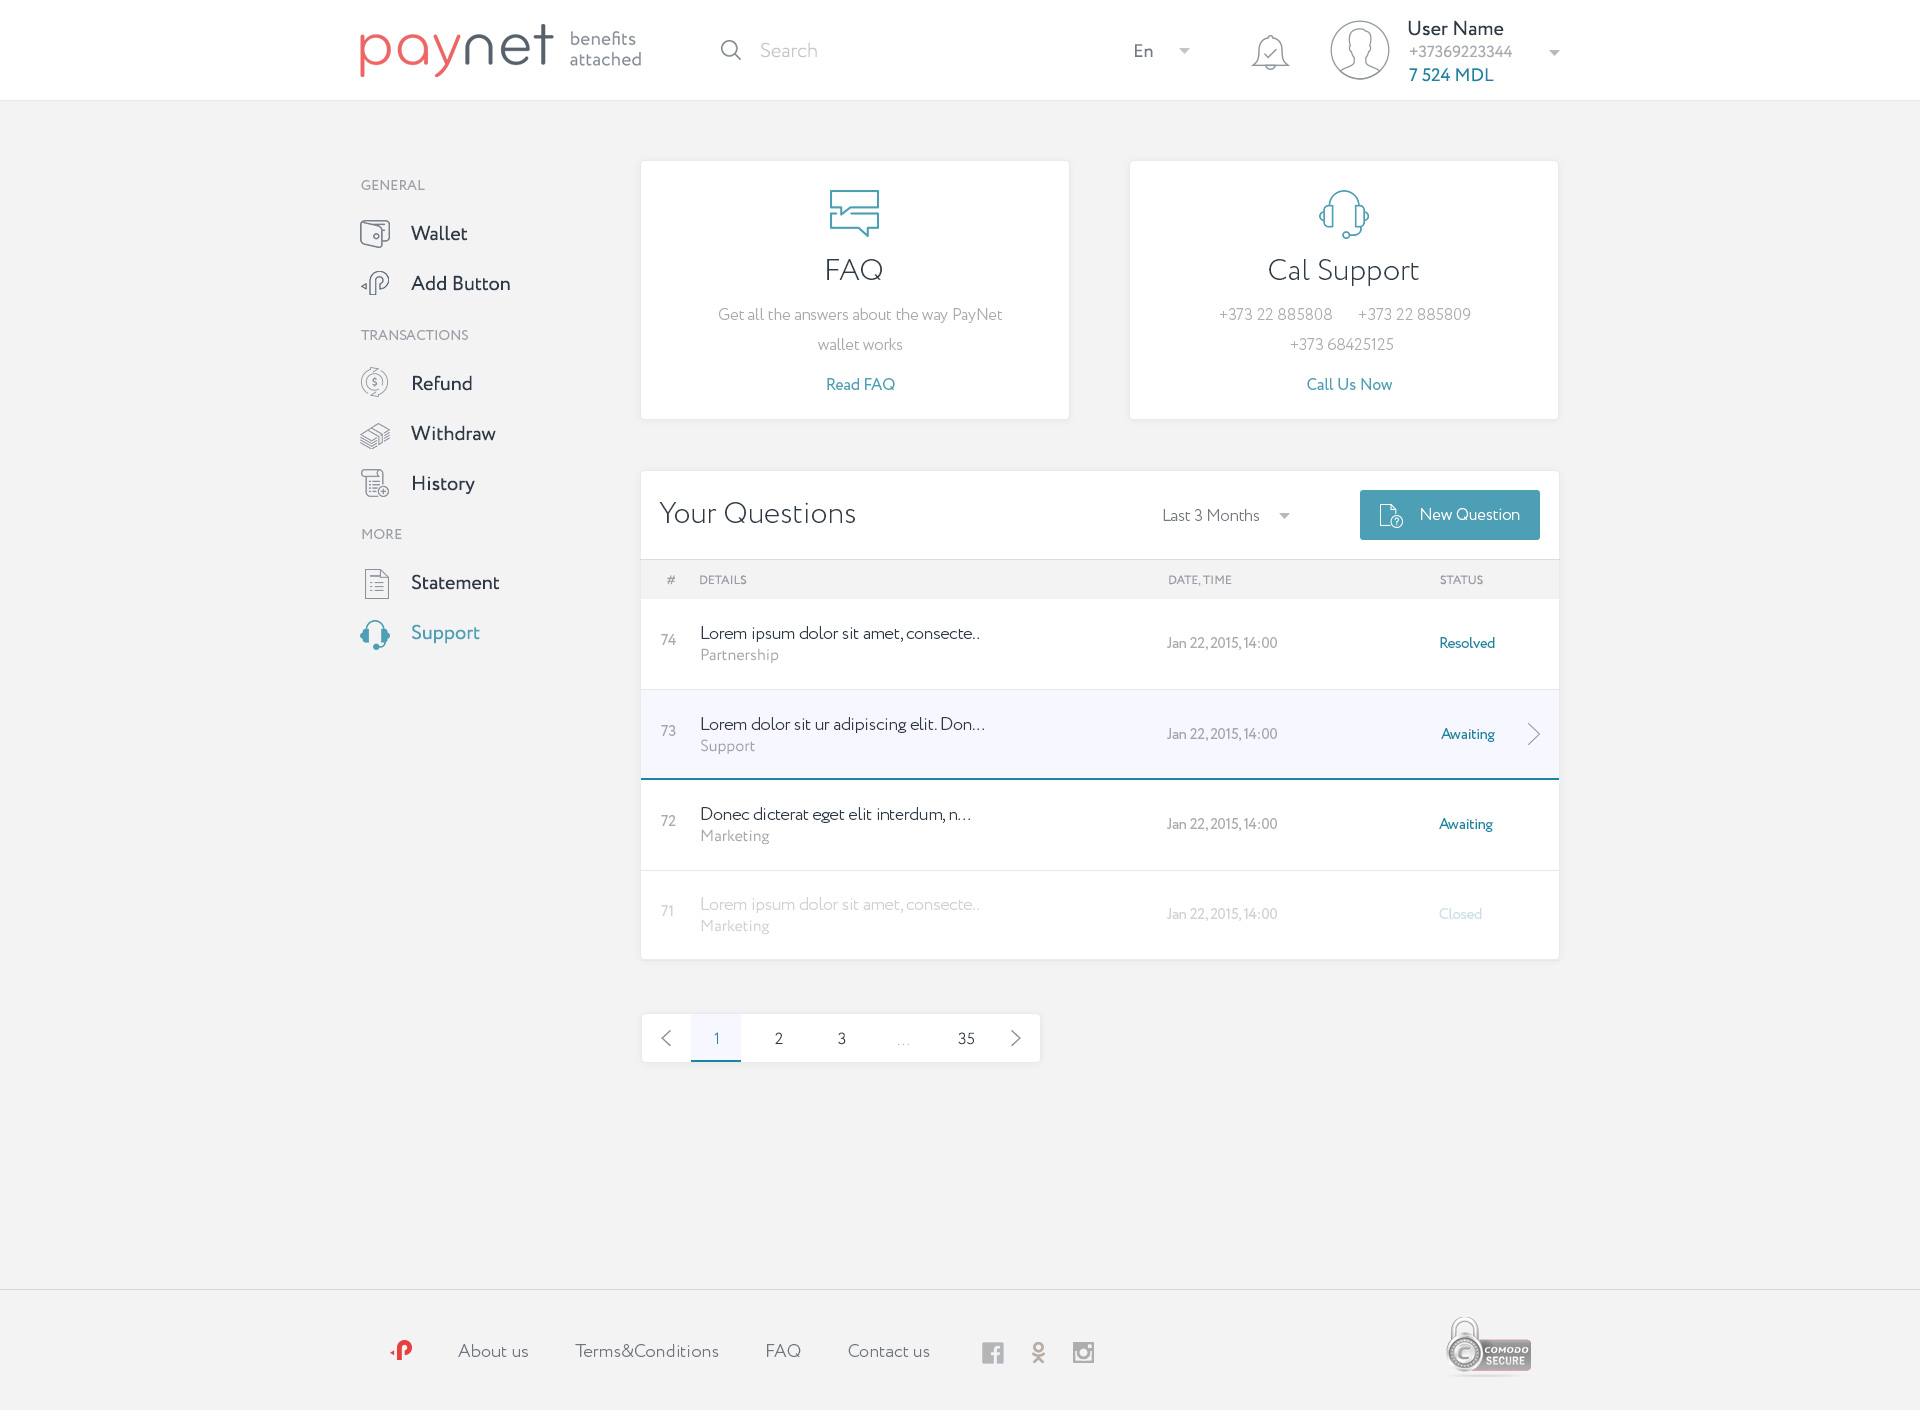 paynet
benefits
attached
Search
En
User Name
+37369223344
7 524 MDL
GENERAL
Wallet
Add Button
TRANSACTIONS
Refund
Withdraw
History
MORE
Statement
Support
FAQ
Get all the answers about the way PayNet
wallet works
Read FAQ
Cal Support
+373 22 885808 +373 22 885809
+373 68425125
Call Us Now
Your Questions
Last 3 Months
New Question
# DETAILS DATE, TIME STATUS
74 Lorem ipsum dolor sit amet, consecte.. Jan 22, 2015, 14:00 Resolved
Partnership
73 Lorem dolor sit ur adipiscing elit. Don... Jan 22, 2015, 14:00 Awaiting
Support
72 Donec dicterat eget elit interdum, n... Jan 22, 2015, 14:00 Awaiting
Marketing
71 Lorem ipsum dolor sit amet, consecte.. Jan 22, 2015, 14:00 Closed
Marketing
1 2 3 ... 35
About us Terms&Conditions FAQ Contact us
COMODO
SECURE